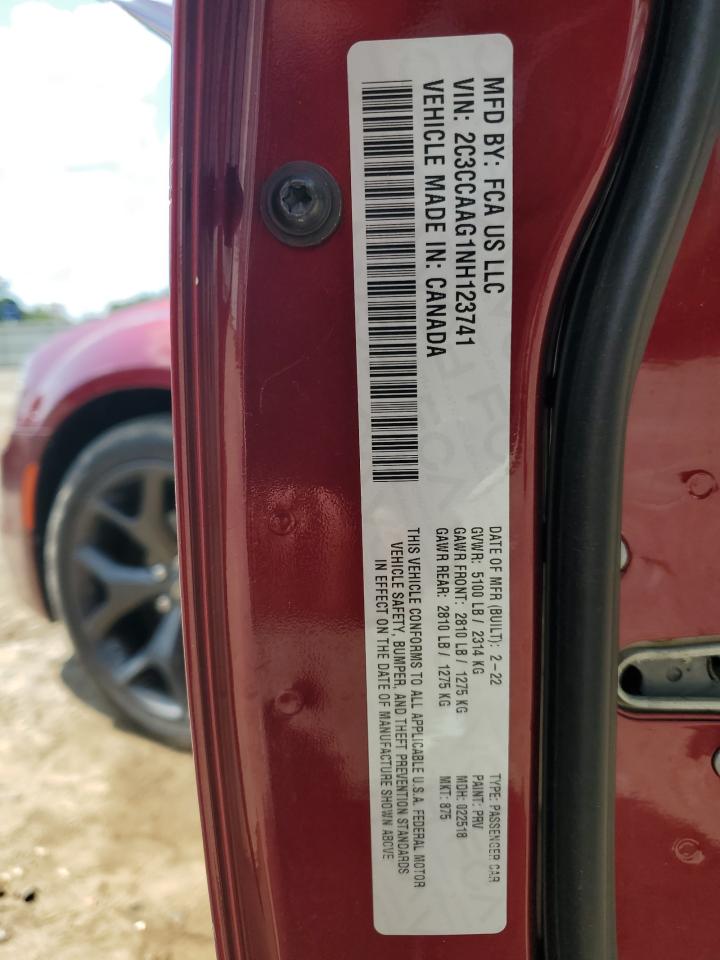 MFD BY: FCA US LLC
VIN: 2C3CCAAG1NH123741
VEHICLE MADE IN: CANADA
DATE OF MFR (BUILT): 2-22
GVWR: 5100 LB / 2314 KG
GAWR FRONT: 2810 LB / 1275 KG
GAWR REAR: 2810 LB / 1275 KG
THIS VEHICLE CONFORMS TO ALL APPLICABLE U.S.A. FEDERAL MOTOR
VEHICLE SAFETY, BUMPER, AND THEFT PREVENTION STANDARDS
IN EFFECT ON THE DATE OF MANUFACTURE SHOWN ABOVE.
TYPE: PASSENGER CAR
PAINT: PRV
MDH: 022518
MKT: 875